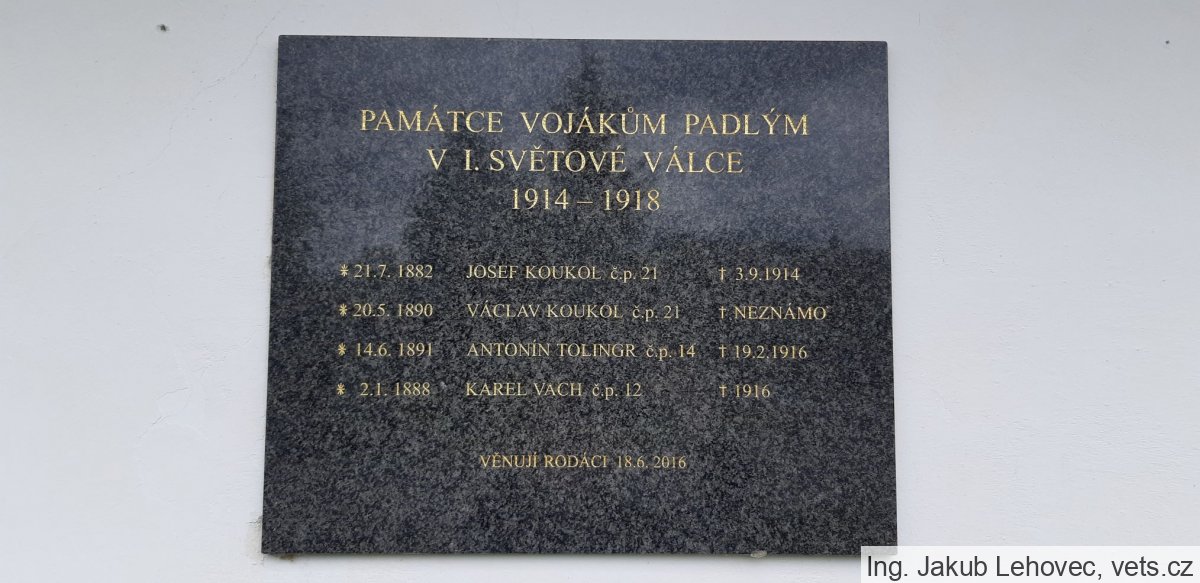 PAMÁTCE VOJÁKŮM PADLÝM
V I. SVĚTOVÉ VÁLCE
1914 – 1918
* 21.7. 1882 JOSEF KOUKOL č.p. 21 † 3.9.1914
* 20.5. 1890 VÁCLAV KOUKOL č.p. 21 † NEZNÁMO
* 14.6. 1891 ANTONÍN TOLINGR č.p. 14 † 19.2.1916
* 2.1. 1888 KAREL VACH č.p. 12 † 1916
VĚNUJÍ RODÁCI 18.6. 2016
Ing. Jakub Lehovec, vets.cz